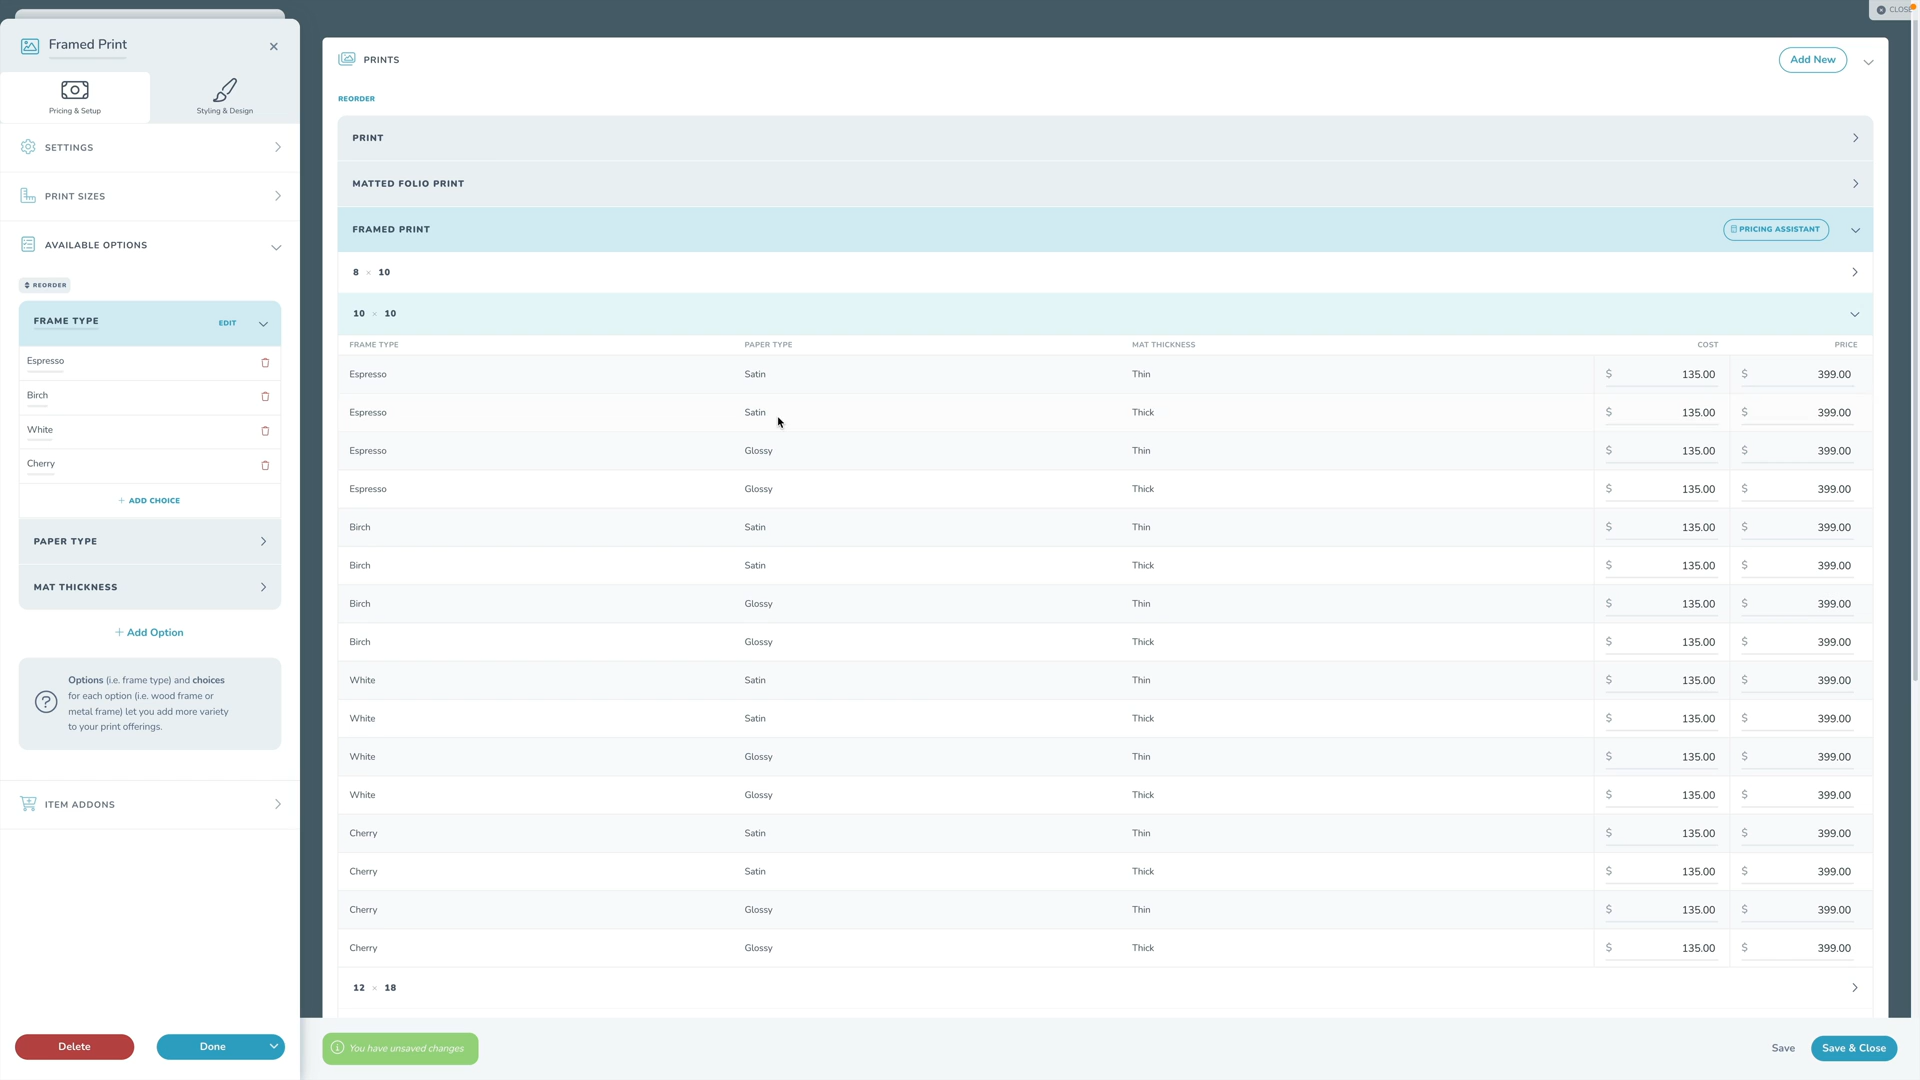 Framed Print
Pricing & Setup
Styling & Design
SETTINGS
PRINT SIZES
AVAILABLE OPTIONS
REORDER
FRAME TYPE EDIT
Espresso
Birch
White
Cherry
+ ADD CHOICE
PAPER TYPE
MAT THICKNESS
+ Add Option
Options (i.e. frame type) and choices
for each option (i.e. wood frame or
metal frame) let you add more variety
to your print offerings.
ITEM ADDONS
Delete
Done
CLOSE
PRINTS
Add New
REORDER
PRINT
MATTED FOLIO PRINT
FRAMED PRINT PRICING ASSISTANT
8 × 10
10 × 10
FRAME TYPE PAPER TYPE MAT THICKNESS COST PRICE
Espresso Satin Thin $ 135.00 $ 399.00
Espresso Satin Thick $ 135.00 $ 399.00
Espresso Glossy Thin $ 135.00 $ 399.00
Espresso Glossy Thick $ 135.00 $ 399.00
Birch Satin Thin $ 135.00 $ 399.00
Birch Satin Thick $ 135.00 $ 399.00
Birch Glossy Thin $ 135.00 $ 399.00
Birch Glossy Thick $ 135.00 $ 399.00
White Satin Thin $ 135.00 $ 399.00
White Satin Thick $ 135.00 $ 399.00
White Glossy Thin $ 135.00 $ 399.00
White Glossy Thick $ 135.00 $ 399.00
Cherry Satin Thin $ 135.00 $ 399.00
Cherry Satin Thick $ 135.00 $ 399.00
Cherry Glossy Thin $ 135.00 $ 399.00
Cherry Glossy Thick $ 135.00 $ 399.00
12 × 18
You have unsaved changes
Save
Save & Close